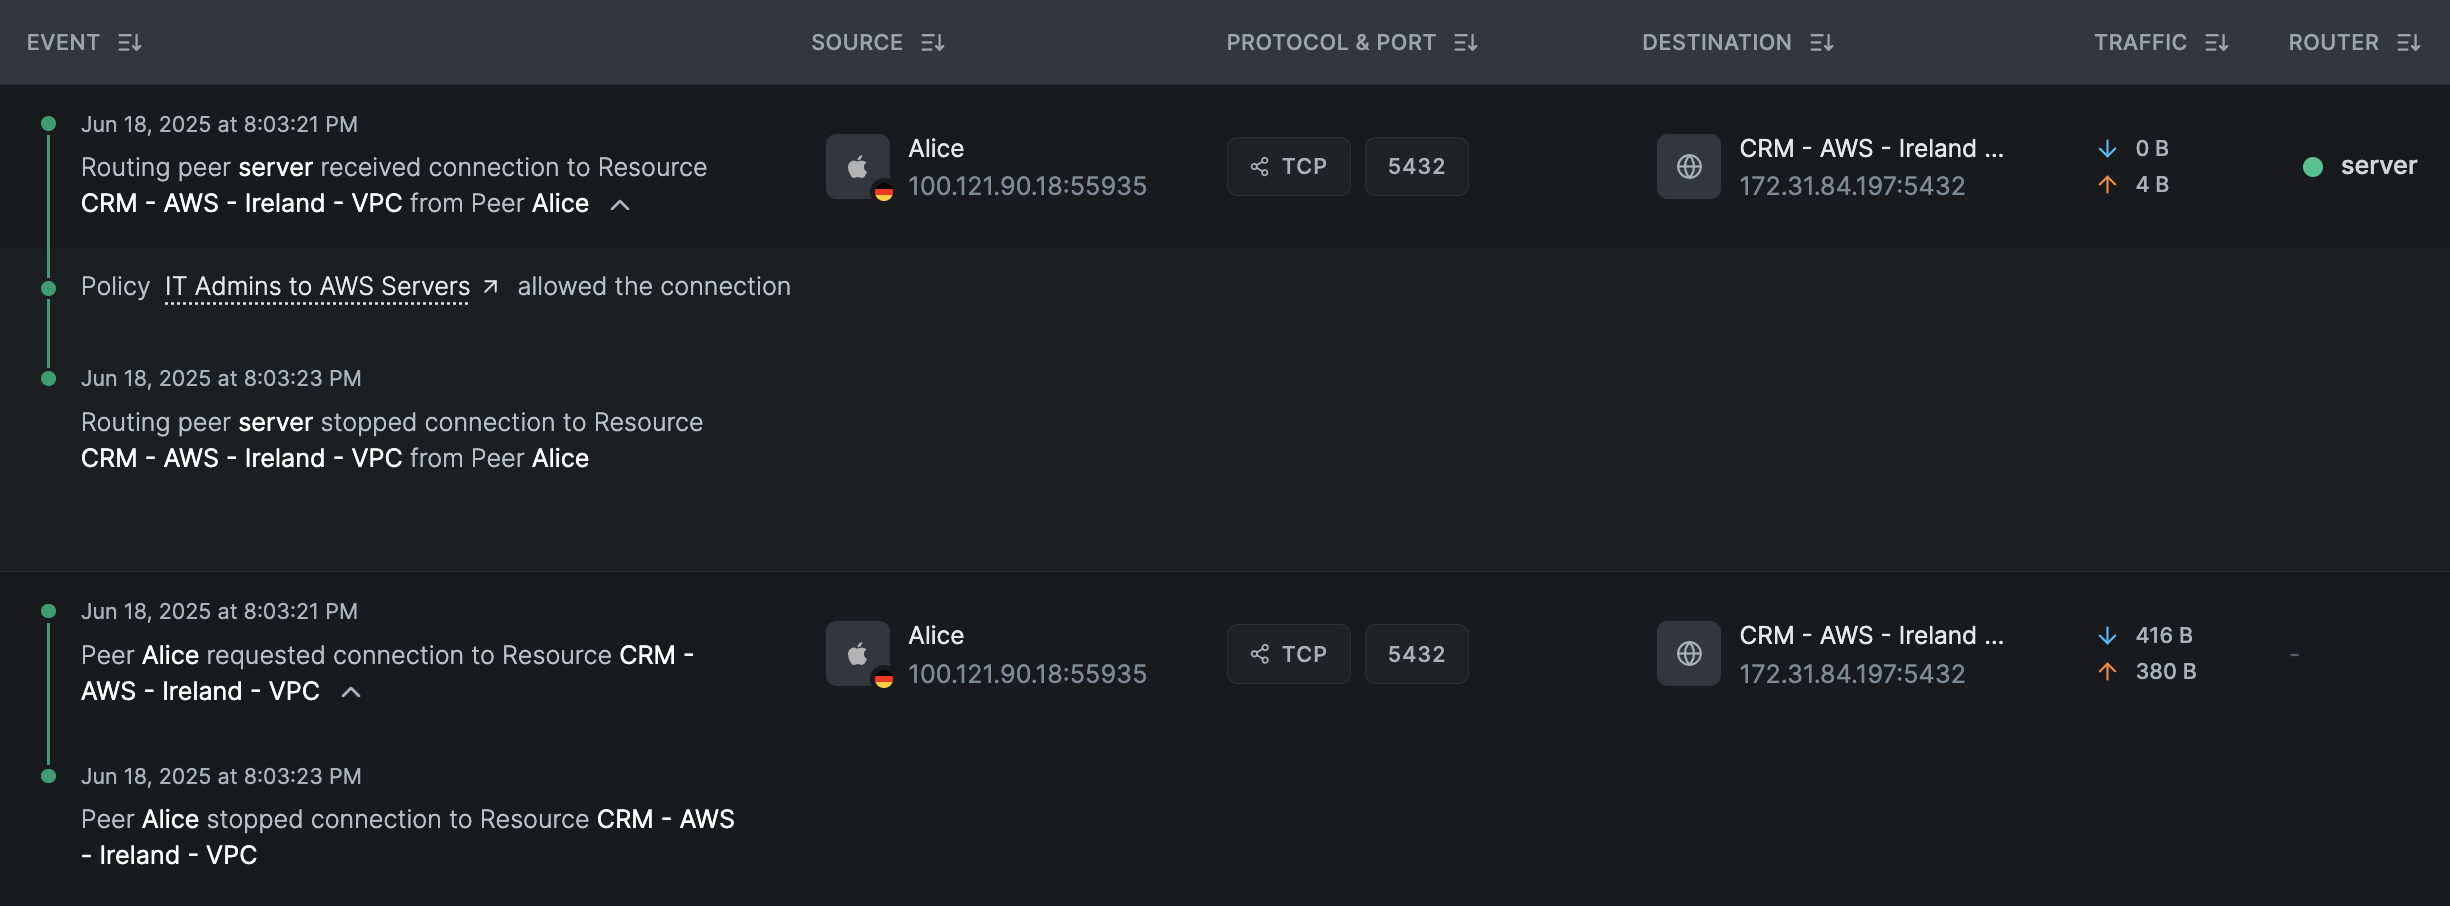 EVENT SOURCE PROTOCOL & PORT DESTINATION TRAFFIC ROUTER
Jun 18, 2025 at 8:03:21 PM
Routing peer server received connection to Resource
CRM - AWS - Ireland - VPC from Peer Alice
Alice
100.121.90.18:55935
TCP 5432
CRM - AWS - Ireland ...
172.31.84.197:5432
0 B
4 B
server
Policy IT Admins to AWS Servers allowed the connection
Jun 18, 2025 at 8:03:23 PM
Routing peer server stopped connection to Resource
CRM - AWS - Ireland - VPC from Peer Alice
Jun 18, 2025 at 8:03:21 PM
Peer Alice requested connection to Resource CRM -
AWS - Ireland - VPC
Alice
100.121.90.18:55935
TCP 5432
CRM - AWS - Ireland ...
172.31.84.197:5432
416 B
380 B
-
Jun 18, 2025 at 8:03:23 PM
Peer Alice stopped connection to Resource CRM - AWS
- Ireland - VPC